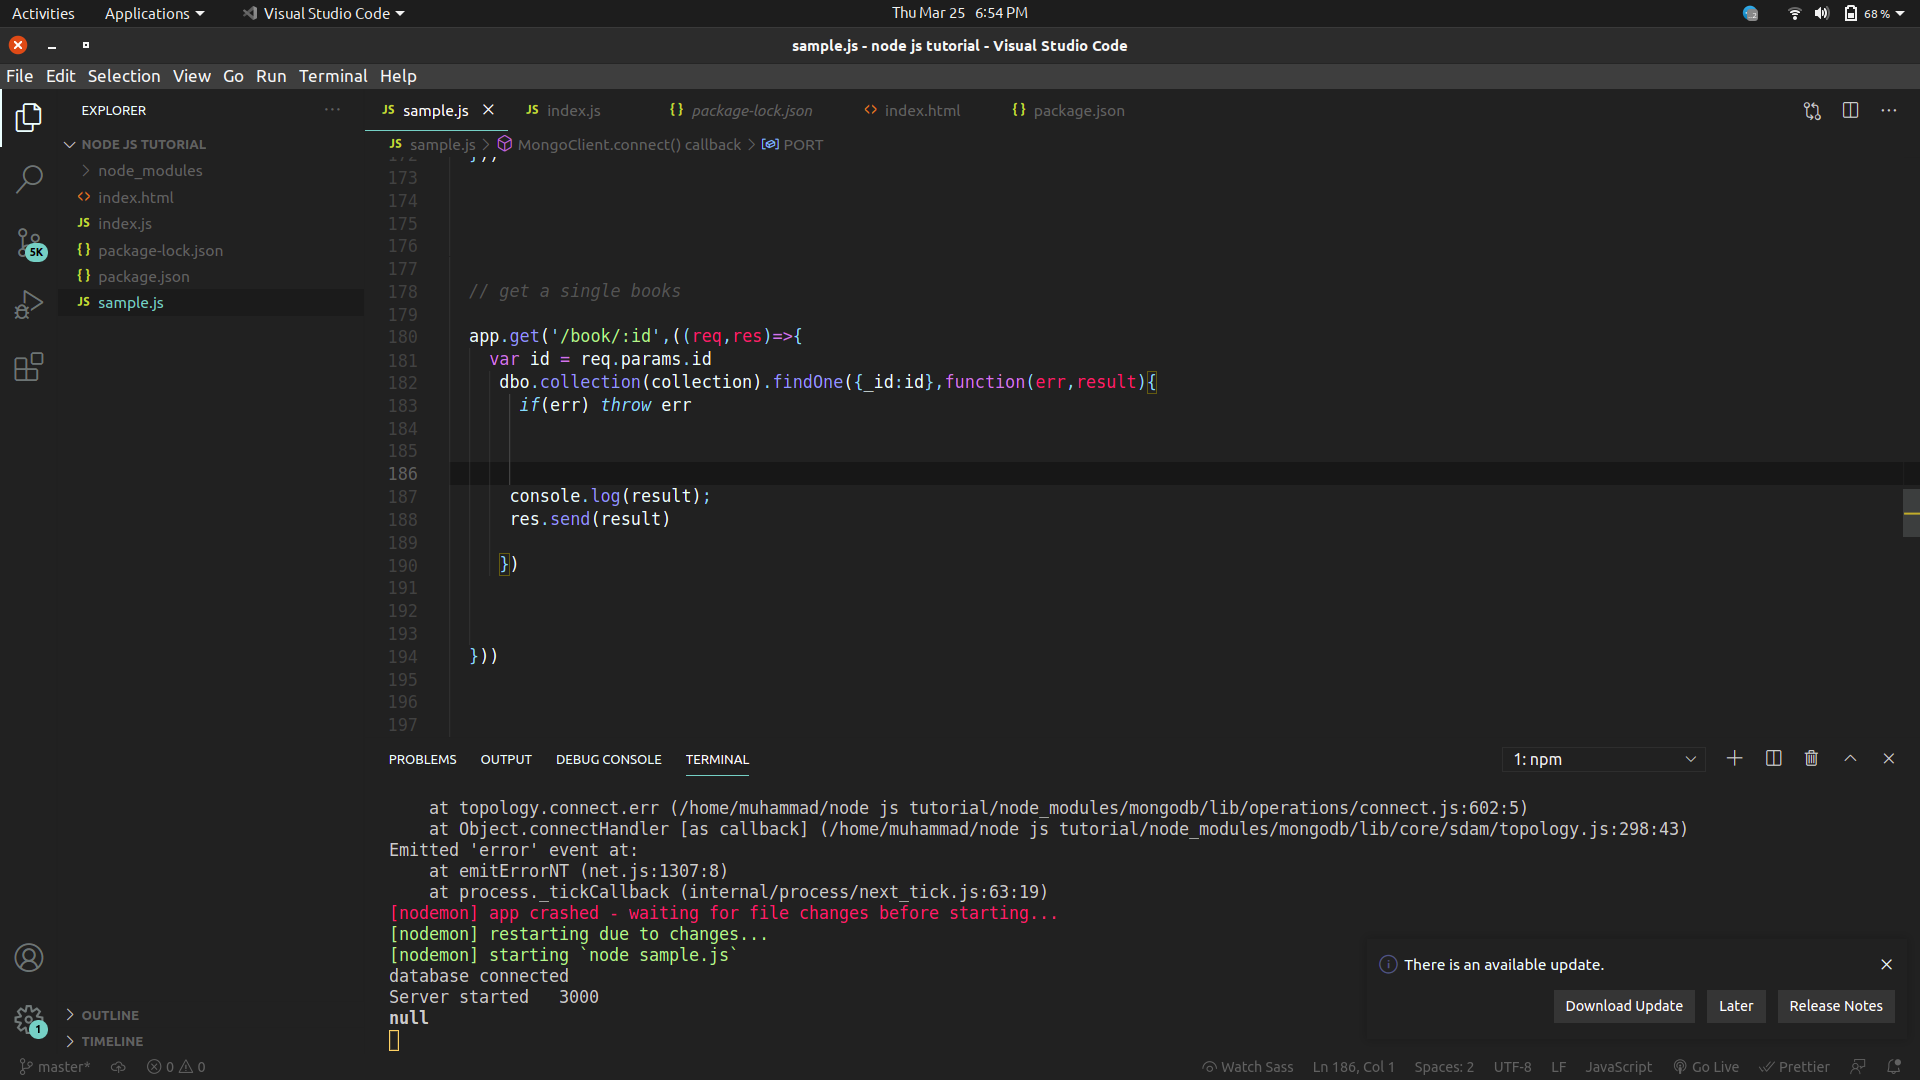 Activities Applications Visual Studio Code Thu Mar 25 6:54 PM 68 %
sample.js - node js tutorial - Visual Studio Code
File Edit Selection View Go Run Terminal Help
EXPLORER
NODE JS TUTORIAL
node_modules
index.html
JS index.js
{} package-lock.json
{} package.json
JS sample.js
5K
OUTLINE
TIMELINE
1
JS sample.js JS index.js {} package-lock.json index.html {} package.json
JS sample.js > MongoClient.connect() callback > PORT
172 }))
173
174
175
176
177
178 // get a single books
179
180 app.get('/book/:id',((req,res)=>{
181 var id = req.params.id
182 dbo.collection(collection).findOne({_id:id},function(err,result){
183 if(err) throw err
184
185
186
187 console.log(result);
188 res.send(result)
189
190 })
191
192
193
194 }))
195
196
197
PROBLEMS OUTPUT DEBUG CONSOLE TERMINAL 1: npm
at topology.connect.err (/home/muhammad/node js tutorial/node_modules/mongodb/lib/operations/connect.js:602:5)
at Object.connectHandler [as callback] (/home/muhammad/node js tutorial/node_modules/mongodb/lib/core/sdam/topology.js:298:43)
Emitted 'error' event at:
at emitErrorNT (net.js:1307:8)
at process._tickCallback (internal/process/next_tick.js:63:19)
[nodemon] app crashed - waiting for file changes before starting...
[nodemon] restarting due to changes...
[nodemon] starting `node sample.js`
database connected
Server started 3000
null
There is an available update.
Download Update Later Release Notes
master* 0 0 Watch Sass Ln 186, Col 1 Spaces: 2 UTF-8 LF JavaScript Go Live Prettier